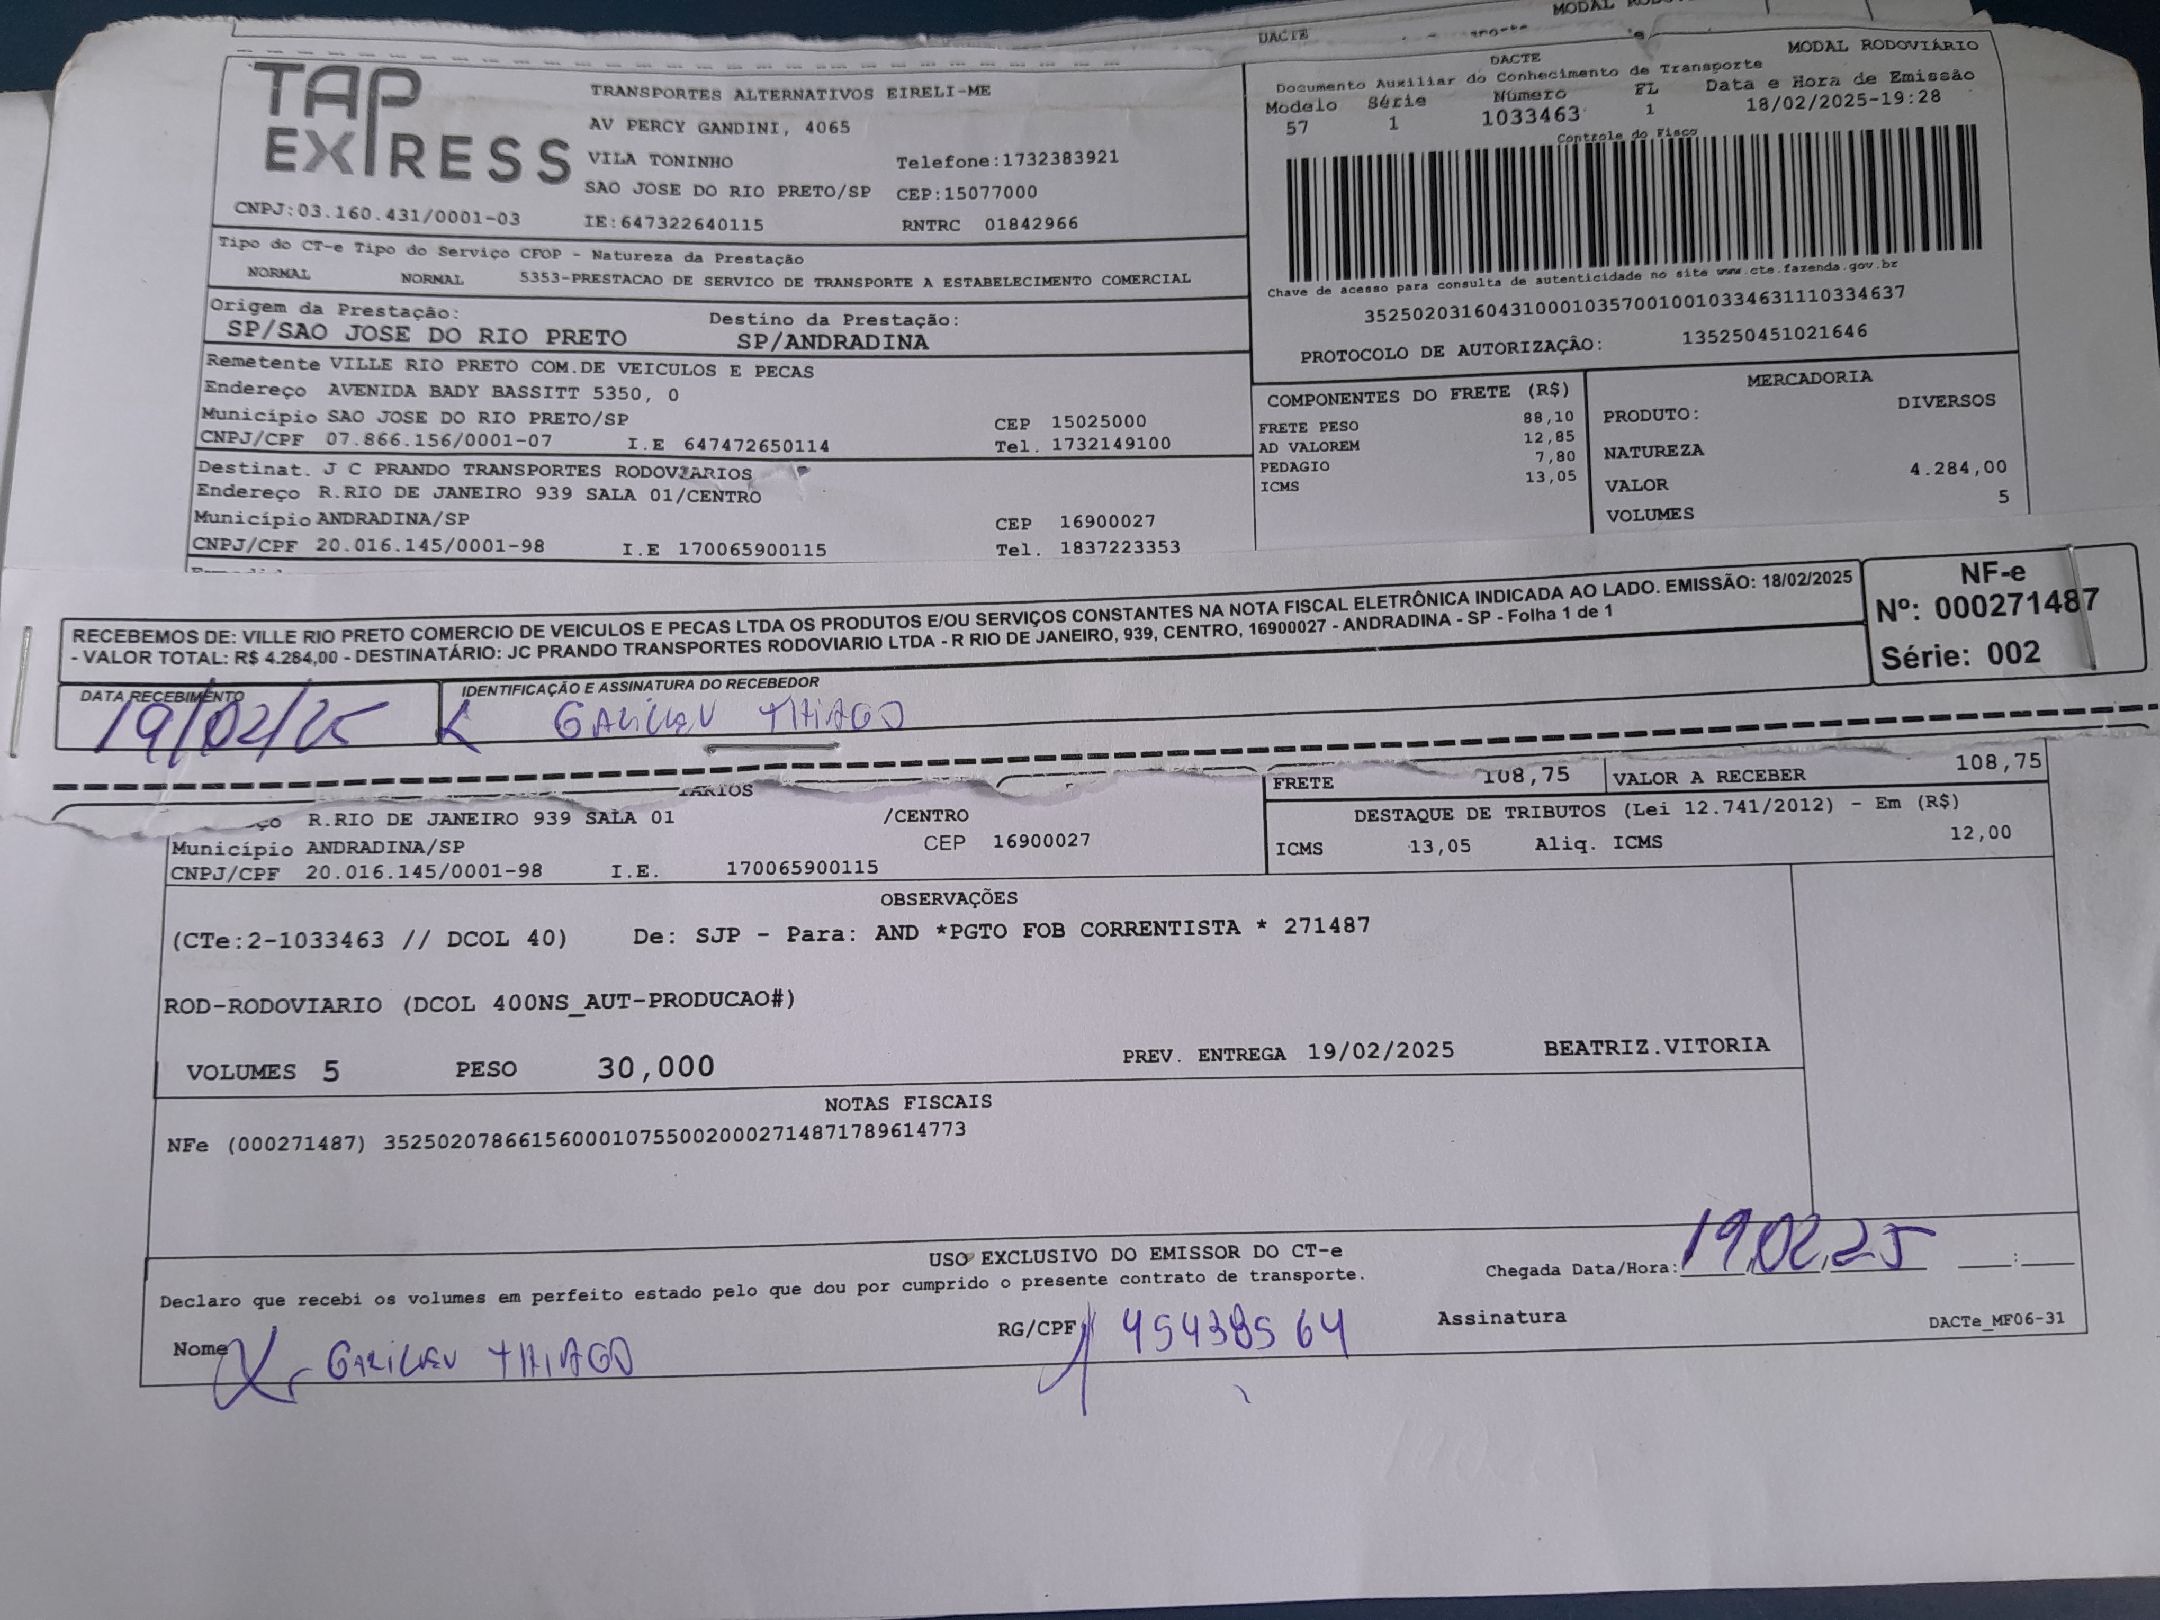 DACTE
MODAL
TAP EXPRESS
TRANSPORTES ALTERNATIVOS EIRELI-ME
AV PERCY GANDINI, 4065
VILA TONINHO Telefone:1732383921
SAO JOSE DO RIO PRETO/SP CEP:15077000
CNPJ:03.160.431/0001-03 IE:647322640115 RNTRC 01842966
DACTE MODAL RODOVIÁRIO
Documento Auxiliar do Conhecimento de Transporte
Modelo Série Número FL Data e Hora de Emissão
57 1 1033463 1 18/02/2025-19:28
Controle do Fisco
Chave de acesso para consulta de autenticidade no site www.cte.fazenda.gov.br
35250203160431000103570010010334631110334637
PROTOCOLO DE AUTORIZAÇÃO: 135250451021646
Tipo do CT-e Tipo do Serviço CFOP - Natureza da Prestação
NORMAL NORMAL 5353-PRESTACAO DE SERVICO DE TRANSPORTE A ESTABELECIMENTO COMERCIAL
Origem da Prestação: Destino da Prestação:
SP/SAO JOSE DO RIO PRETO SP/ANDRADINA
Remetente VILLE RIO PRETO COM.DE VEICULOS E PECAS
Endereço AVENIDA BADY BASSITT 5350, 0
Município SAO JOSE DO RIO PRETO/SP CEP 15025000
CNPJ/CPF 07.866.156/0001-07 I.E 647472650114 Tel. 1732149100
Destinat. J C PRANDO TRANSPORTES RODOVIARIOS
Endereço R.RIO DE JANEIRO 939 SALA 01/CENTRO
Município ANDRADINA/SP CEP 16900027
CNPJ/CPF 20.016.145/0001-98 I.E 170065900115 Tel. 1837223353
COMPONENTES DO FRETE (R$)
FRETE PESO 88,10
AD VALOREM 12,85
PEDAGIO 7,80
ICMS 13,05
MERCADORIA
PRODUTO: DIVERSOS
NATUREZA
VALOR 4.284,00
VOLUMES 5
RECEBEMOS DE: VILLE RIO PRETO COMERCIO DE VEICULOS E PECAS LTDA OS PRODUTOS E/OU SERVIÇOS CONSTANTES NA NOTA FISCAL ELETRÔNICA INDICADA AO LADO. EMISSÃO: 18/02/2025
- VALOR TOTAL: R$ 4.284,00 - DESTINATÁRIO: JC PRANDO TRANSPORTES RODOVIARIO LTDA - R RIO DE JANEIRO, 939, CENTRO, 16900027 - ANDRADINA - SP - Folha 1 de 1
NF-e
Nº: 000271487
Série: 002
DATA RECEBIMENTO IDENTIFICAÇÃO E ASSINATURA DO RECEBEDOR
19/02/25 THIAGO
FRETE 108,75 VALOR A RECEBER 108,75
R.RIO DE JANEIRO 939 SALA 01 /CENTRO
Município ANDRADINA/SP CEP 16900027
CNPJ/CPF 20.016.145/0001-98 I.E. 170065900115
DESTAQUE DE TRIBUTOS (Lei 12.741/2012) - Em (R$)
ICMS 13,05 Aliq. ICMS 12,00
OBSERVAÇÕES
(CTe:2-1033463 // DCOL 40) De: SJP - Para: AND *PGTO FOB CORRENTISTA * 271487
ROD-RODOVIARIO (DCOL 400NS_AUT-PRODUCAO#)
VOLUMES 5 PESO 30,000 PREV. ENTREGA 19/02/2025 BEATRIZ.VITORIA
NOTAS FISCAIS
NFe (000271487) 35250207866156000107550020002714871789614773
USO EXCLUSIVO DO EMISSOR DO CT-e
Declaro que recebi os volumes em perfeito estado pelo que dou por cumprido o presente contrato de transporte.
Chegada Data/Hora: 19,02,25 :
Nome THIAGO RG/CPF Assinatura
DACTe_MF06-31